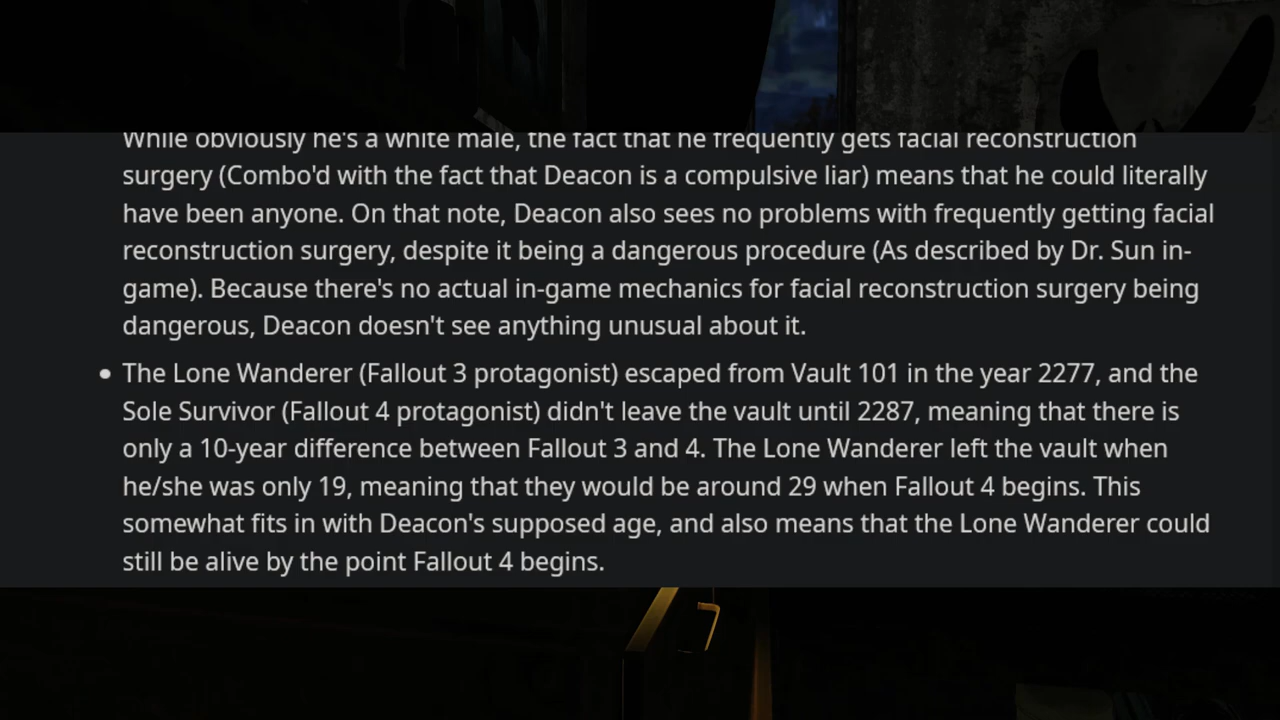 While obviously he's a white male, the fact that he frequently gets facial reconstruction
surgery (Combo'd with the fact that Deacon is a compulsive liar) means that he could literally
have been anyone. On that note, Deacon also sees no problems with frequently getting facial
reconstruction surgery, despite it being a dangerous procedure (As described by Dr. Sun in-
game). Because there's no actual in-game mechanics for facial reconstruction surgery being
dangerous, Deacon doesn't see anything unusual about it.
• The Lone Wanderer (Fallout 3 protagonist) escaped from Vault 101 in the year 2277, and the
Sole Survivor (Fallout 4 protagonist) didn't leave the vault until 2287, meaning that there is
only a 10-year difference between Fallout 3 and 4. The Lone Wanderer left the vault when
he/she was only 19, meaning that they would be around 29 when Fallout 4 begins. This
somewhat fits in with Deacon's supposed age, and also means that the Lone Wanderer could
still be alive by the point Fallout 4 begins.